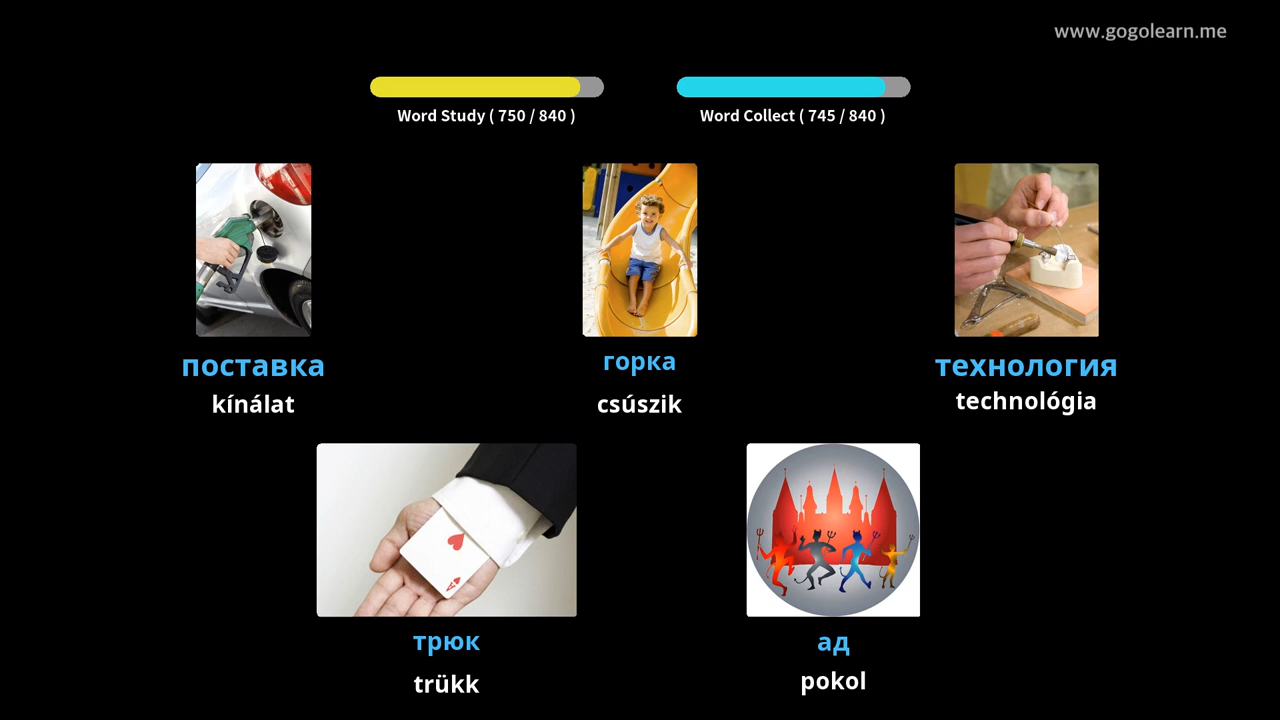 www.gogolearn.me
Word Study ( 750 / 840 )
Word Collect ( 745 / 840 )
поставка
kínálat
горка
csúszik
технология
technológia
трюк
trükk
ад
pokol